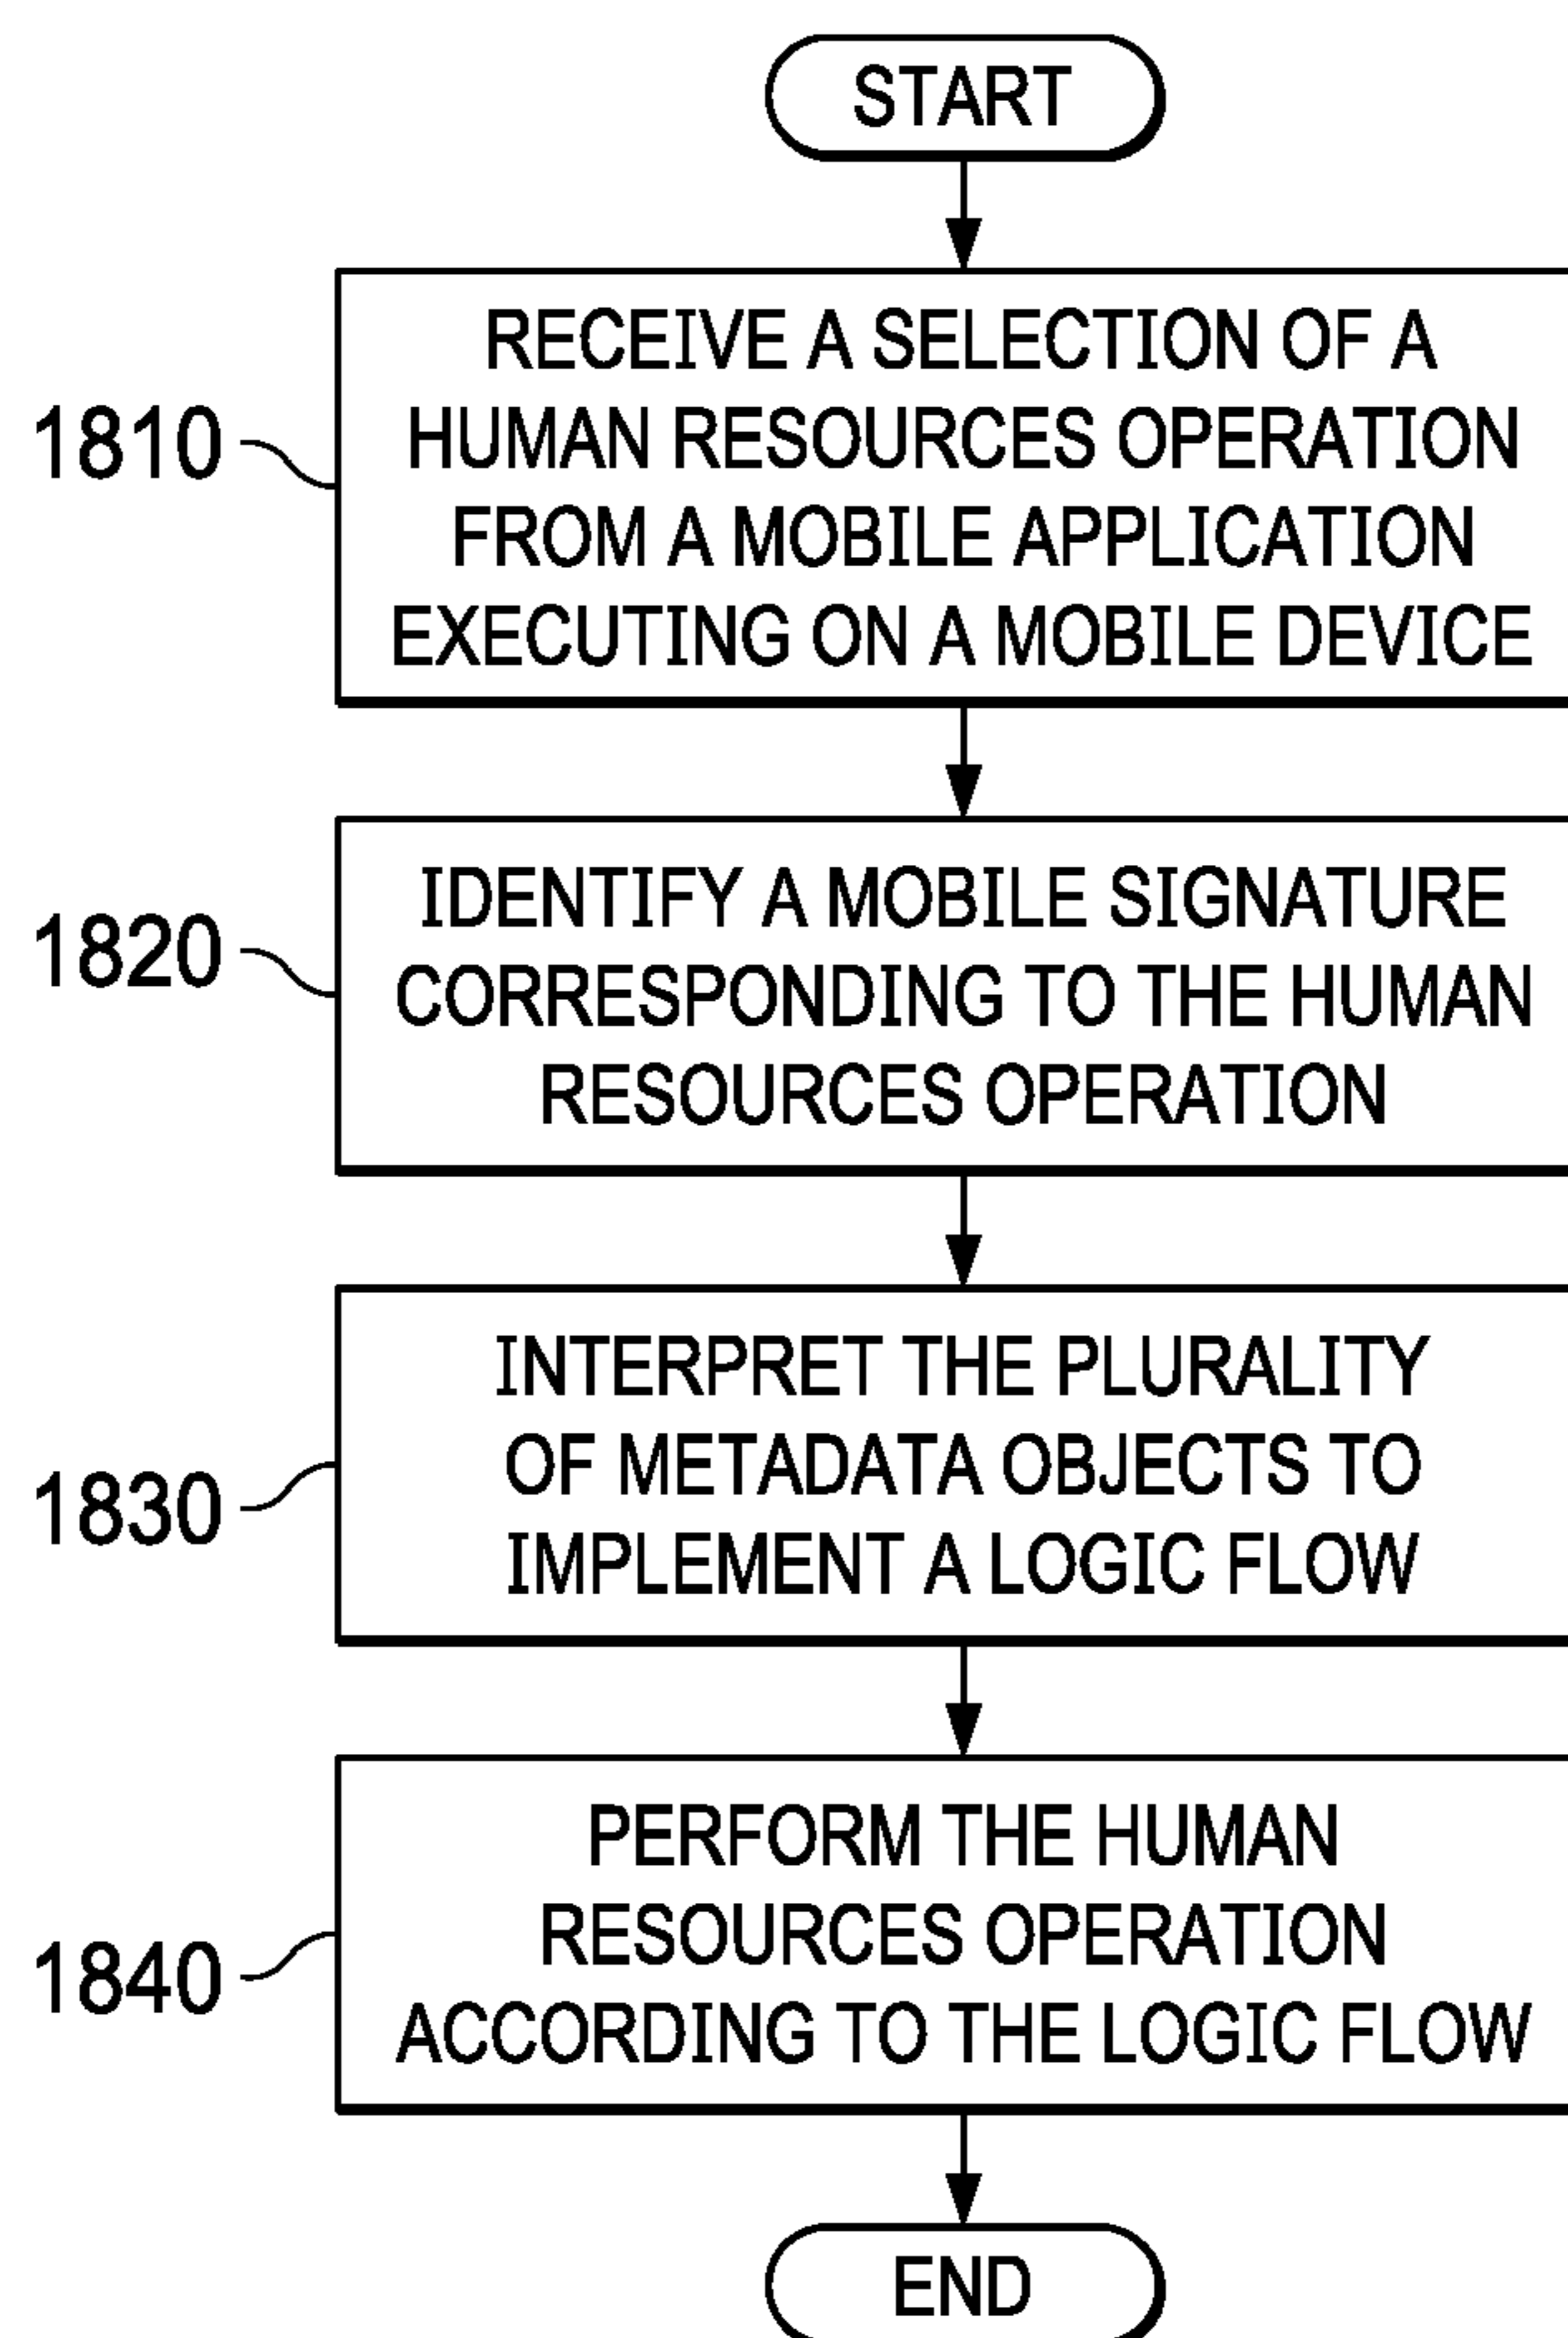 START
1810
RECEIVE A SELECTION OF A
HUMAN RESOURCES OPERATION
FROM A MOBILE APPLICATION
EXECUTING ON A MOBILE DEVICE
1820
IDENTIFY A MOBILE SIGNATURE
CORRESPONDING TO THE HUMAN
RESOURCES OPERATION
1830
INTERPRET THE PLURALITY
OF METADATA OBJECTS TO
IMPLEMENT A LOGIC FLOW
1840
PERFORM THE HUMAN
RESOURCES OPERATION
ACCORDING TO THE LOGIC FLOW
END